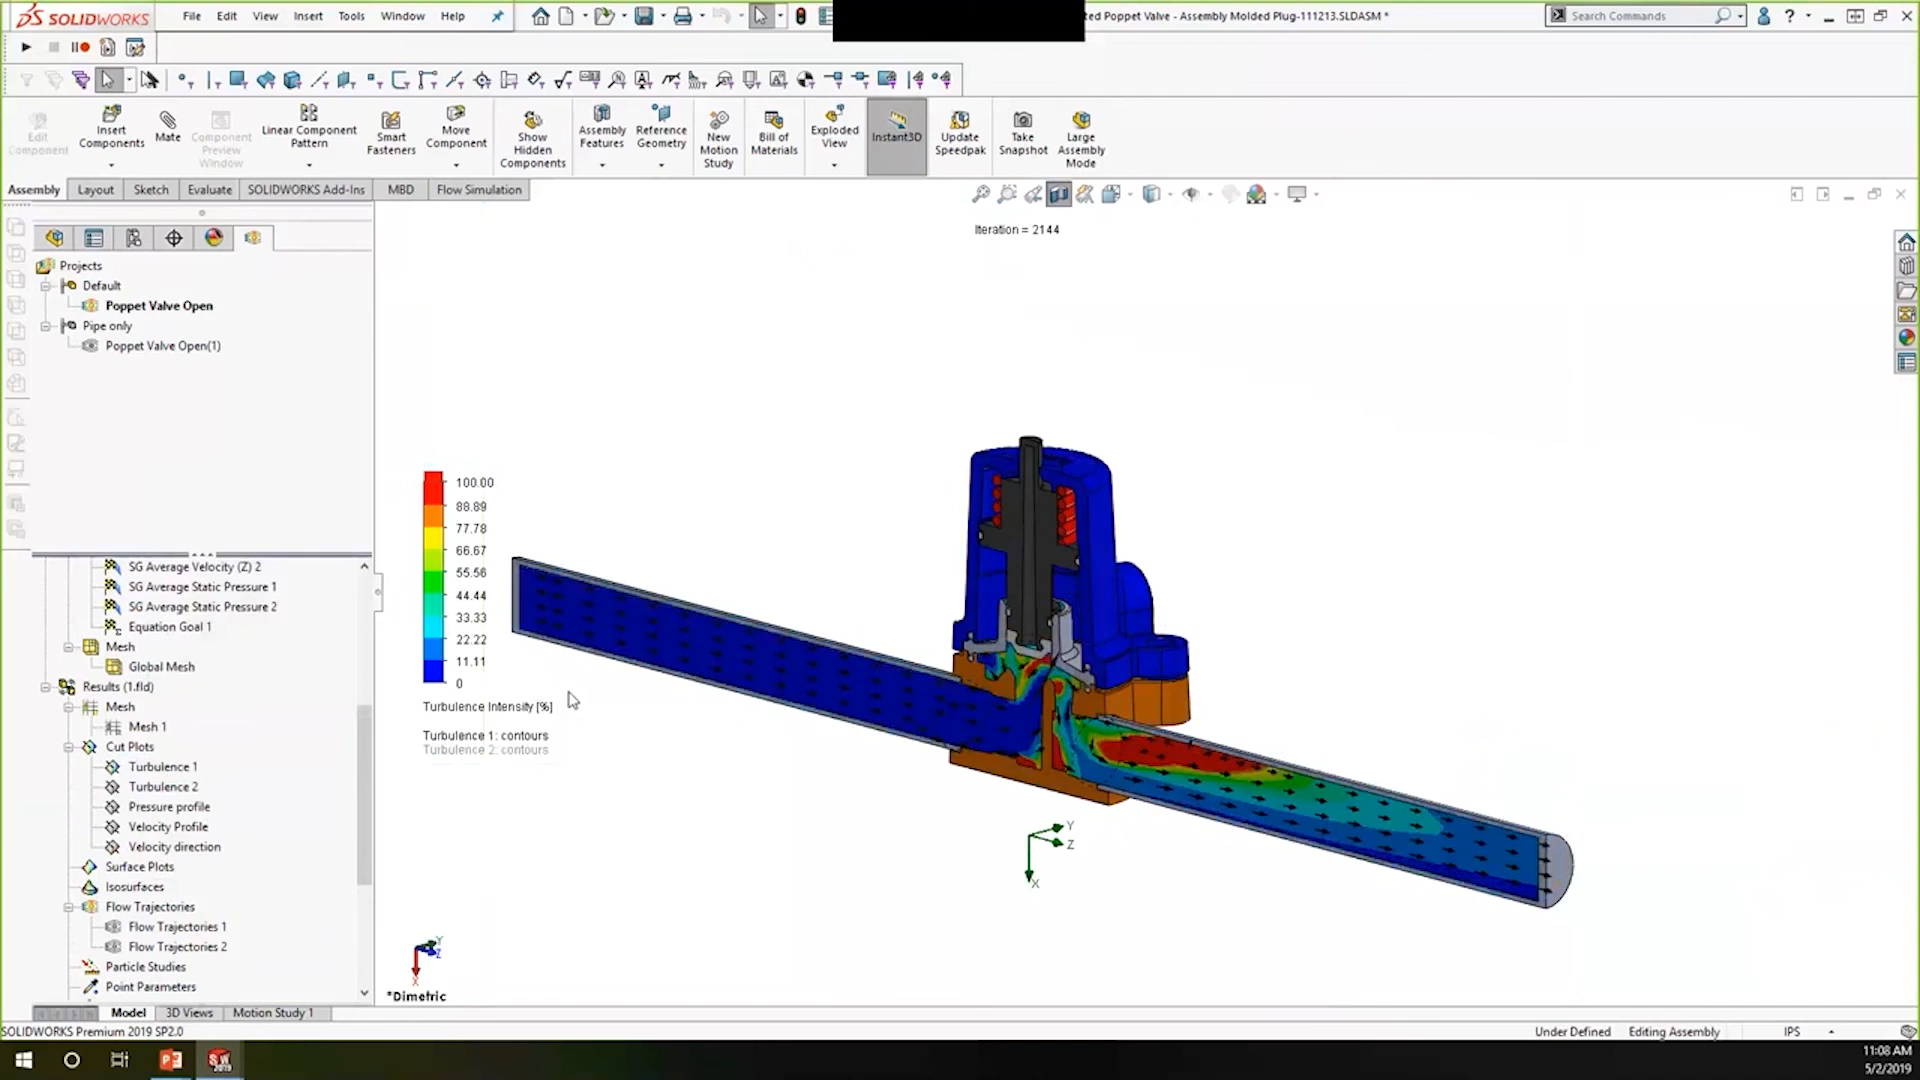 SOLIDWORKS
File Edit View Insert Tools Window Help
ted Poppet Valve - Assembly Molded Plug-111213.SLDASM *
Search Commands
?
Edit Component
Insert Components
Mate
Component Preview Window
Linear Component Pattern
Smart Fasteners
Move Component
Show Hidden Components
Assembly Features
Reference Geometry
New Motion Study
Bill of Materials
Exploded View
Instant3D
Update Speedpak
Take Snapshot
Large Assembly Mode
Assembly Layout Sketch Evaluate SOLIDWORKS Add-Ins MBD Flow Simulation
Iteration = 2144
Projects
Default
Poppet Valve Open
Pipe only
Poppet Valve Open(1)
SG Average Velocity (Z) 2
SG Average Static Pressure 1
SG Average Static Pressure 2
Equation Goal 1
Mesh
Global Mesh
Results (1.fld)
Mesh
Mesh 1
Cut Plots
Turbulence 1
Turbulence 2
Pressure profile
Velocity Profile
Velocity direction
Surface Plots
Isosurfaces
Flow Trajectories
Flow Trajectories 1
Flow Trajectories 2
Particle Studies
Point Parameters
100.00
88.89
77.78
66.67
55.56
44.44
33.33
22.22
11.11
0
Turbulence Intensity [%]
Turbulence 1: contours
Turbulence 2: contours
Y
Z
X
Y
Z
X
*Dimetric
Model 3D Views Motion Study 1
SOLIDWORKS Premium 2019 SP2.0
Under Defined Editing Assembly IPS
11:08 AM
5/2/2019